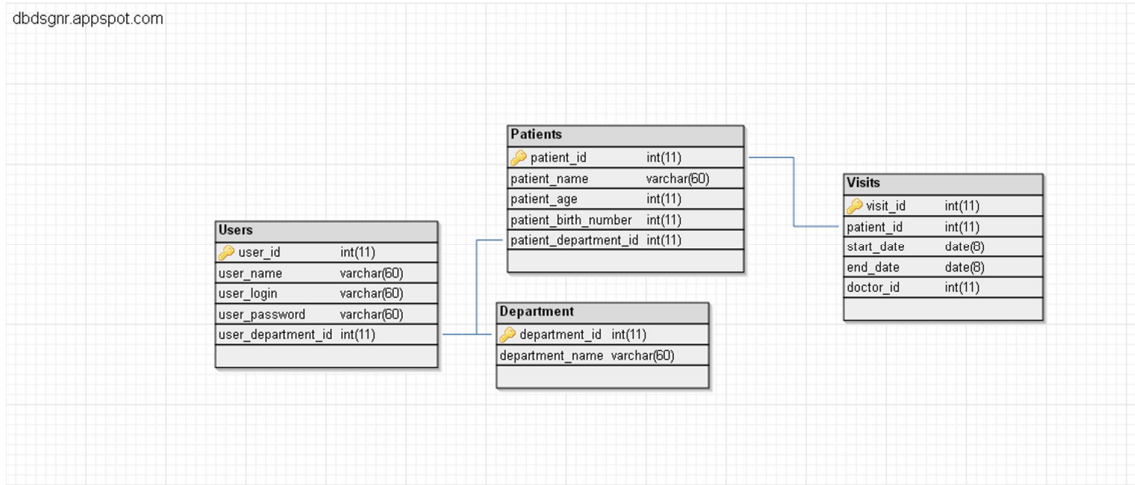 dbdsgnr.appspot.com
Patients
patient_id int(11)
patient_name varchar(60)
patient_age int(11)
patient_birth_number int(11)
patient_department_id int(11)
Visits
visit_id int(11)
patient_id int(11)
start_date date(8)
end_date date(8)
doctor_id int(11)
Users
user_id int(11)
user_name varchar(60)
user_login varchar(60)
user_password varchar(60)
user_department_id int(11)
Department
department_id int(11)
department_name varchar(60)